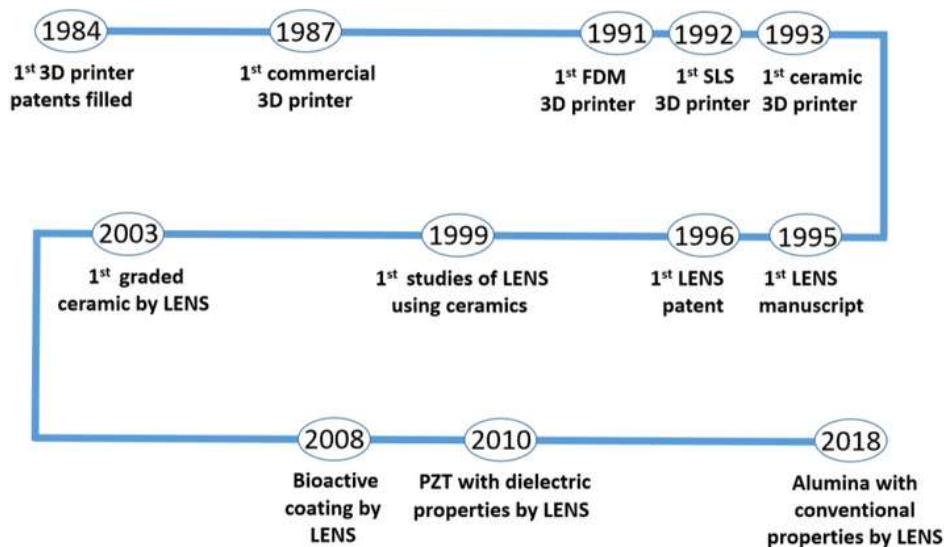 1984
1st 3D printer
patents filled
1987
1st commercial
3D printer
1991
1st FDM
3D printer
1992
1st SLS
3D printer
1993
1st ceramic
3D printer
1995
1st LENS
manuscript
1996
1st LENS
patent
1999
1st studies of LENS
using ceramics
2003
1st graded
ceramic by LENS
2008
Bioactive
coating by
LENS
2010
PZT with dielectric
properties by LENS
2018
Alumina with
conventional
properties by LENS